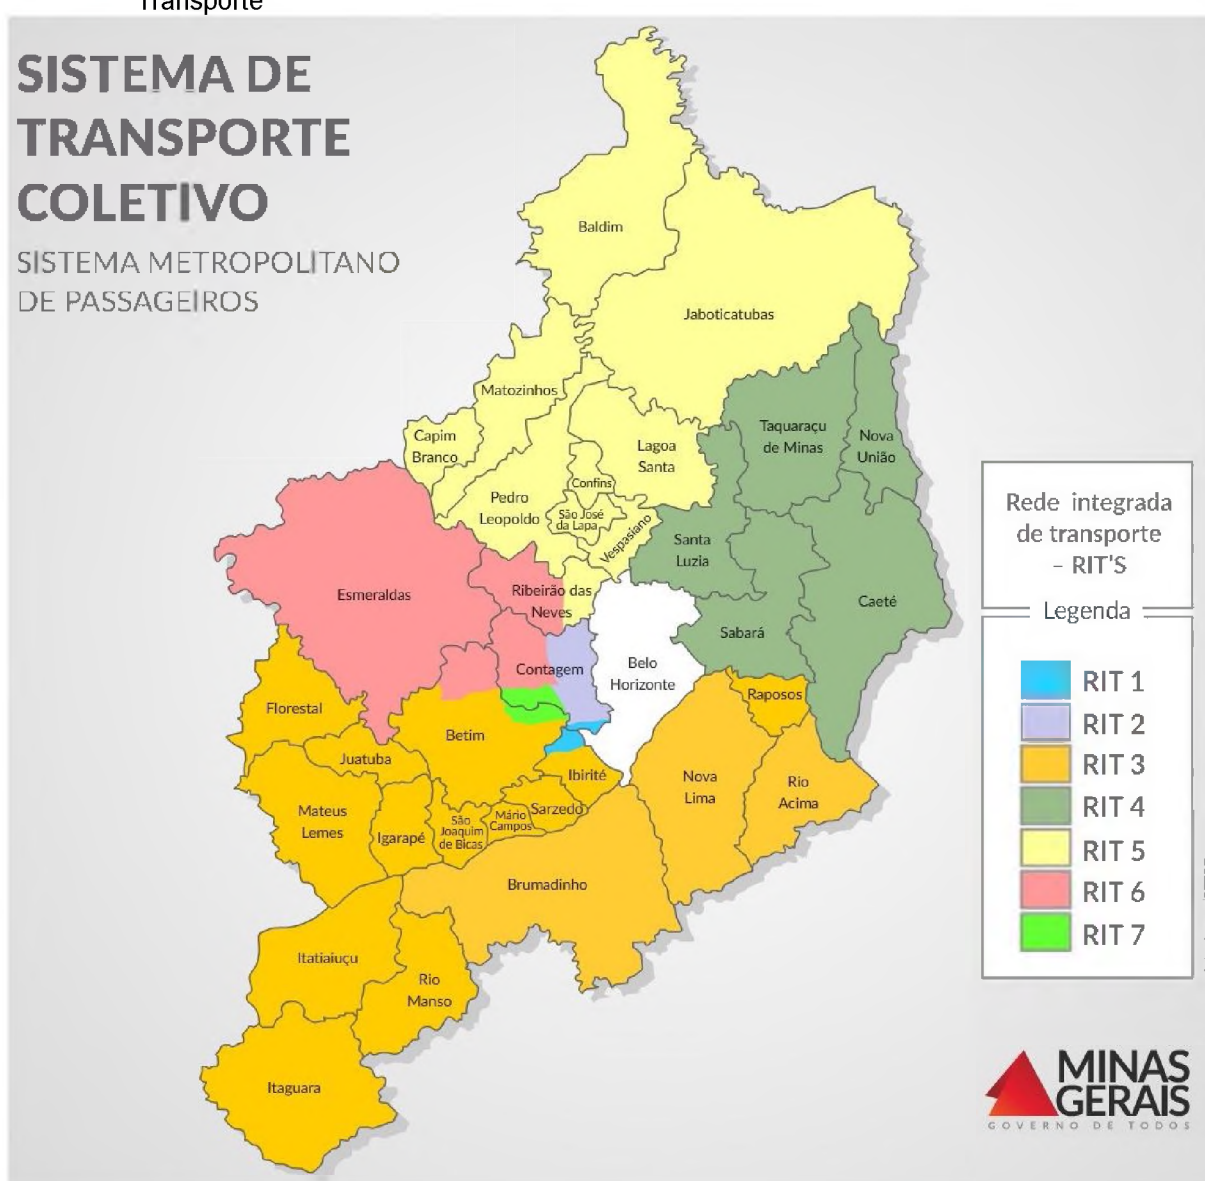 Transporte
SISTEMA DE
TRANSPORTE
COLETIVO
SISTEMA METROPOLITANO
DE PASSAGEIROS
Baldim
Jaboticatubas
Matozinhos
Capim
Branco
Lagoa
Santa
Taquaraçu
de Minas
Nova
União
Confins
Pedro
Leopoldo
São José
da Lapa
Vespasiano
Santa
Luzia
Esmeraldas
Ribeirão das
Neves
Caeté
Sabará
Contagem
Belo
Horizonte
Raposos
Florestal
Betim
Juatuba
Ibirité
Nova
Lima
Rio
Acima
Mateus
Lemes
Igarapé
São
Joaquim
de Bicas
Mário
Campos
Sarzedo
Brumadinho
Itatiaiuçu
Rio
Manso
Itaguara
Rede integrada
de transporte
– RIT'S
Legenda
RIT 1
RIT 2
RIT 3
RIT 4
RIT 5
RIT 6
RIT 7
MINAS
GERAIS
GOVERNO DE TODOS